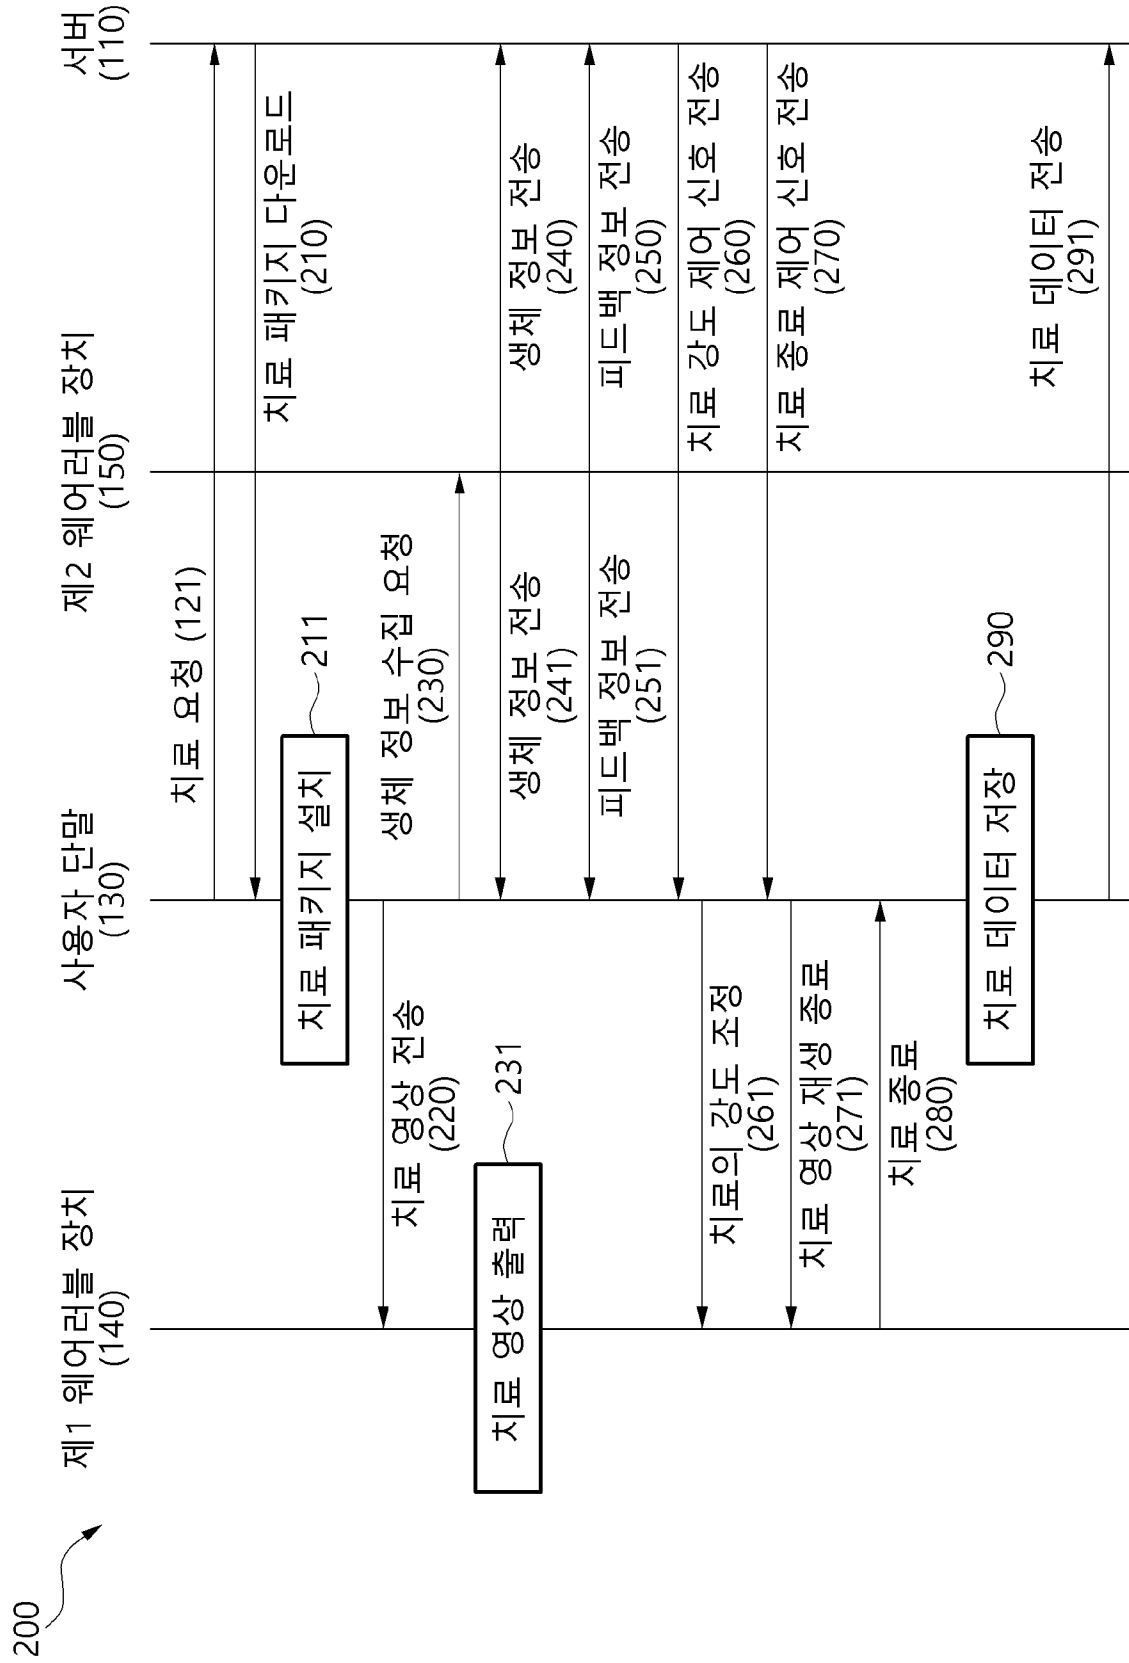 200
제1 웨어러블 장치
(140)
사용자 단말
(130)
제2 웨어러블 장치
(150)
서버
(110)
치료 요청 (121)
치료 패키지 다운로드
(210)
치료 패키지 설치
211
치료 영상 전송
(220)
생체 정보 수집 요청
(230)
치료 영상 출력
231
생체 정보 전송
(241)
생체 정보 전송
(240)
피드백 정보 전송
(251)
피드백 정보 전송
(250)
치료 강도 제어 신호 전송
(260)
치료의 강도 조정
(261)
치료 종료 제어 신호 전송
(270)
치료 영상 재생 종료
(271)
치료 종료
(280)
치료 데이터 저장
290
치료 데이터 전송
(291)